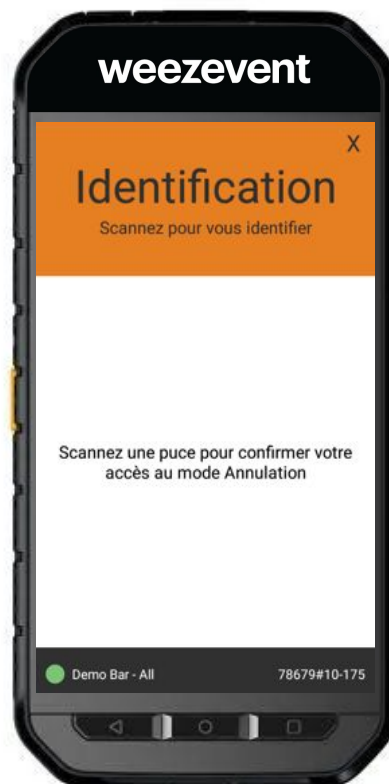 weezevent
X
Identification
Scannez pour vous identifier
Scannez une puce pour confirmer votre
accès au mode Annulation
Demo Bar - All
78679#10-175